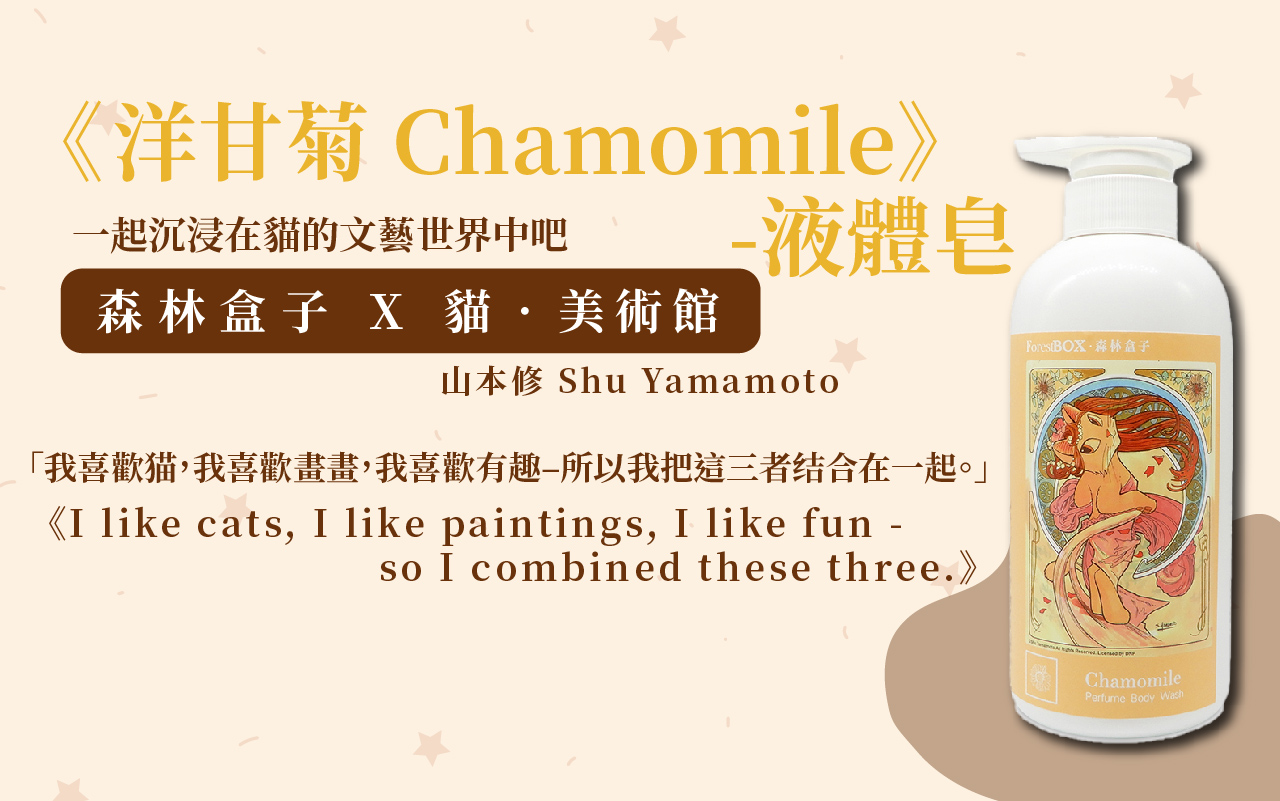 《洋甘菊 Chamomile》
-液體皂
一起沉浸在貓的文藝世界中吧
森林盒子 X 貓·美術館
山本修 Shu Yamamoto
「我喜歡猫，我喜歡畫畫，我喜歡有趣–所以我把這三者结合在一起。」
《I like cats, I like paintings, I like fun -
so I combined these three.》
ForestBOX·森林盒子
Chamomile
Parfume Body Wash